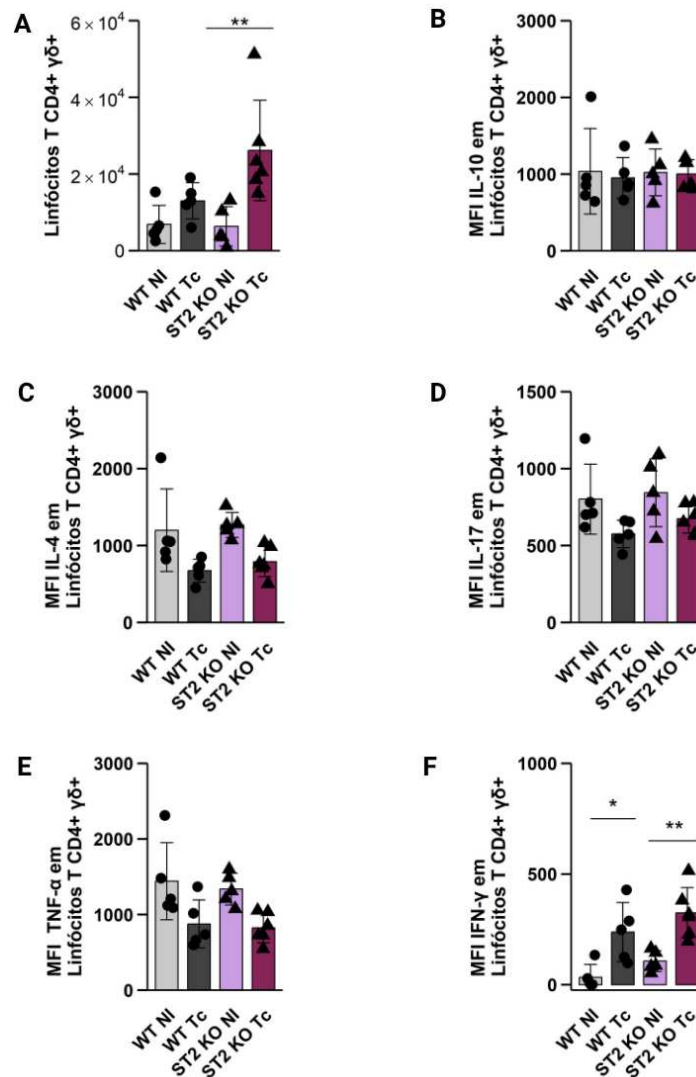 A
Linfócitos T CD4+ γδ+
6 × 10⁴
4 × 10⁴
2 × 10⁴
0
**
WT NI
WT Tc
ST2 KO NI
ST2 KO Tc
B
MFI IL-10 em
Linfócitos T CD4+ γδ+
3000
2000
1000
0
WT NI
WT Tc
ST2 KO NI
ST2 KO Tc
C
MFI IL-4 em
Linfócitos T CD4+ γδ+
3000
2000
1000
0
WT NI
WT Tc
ST2 KO NI
ST2 KO Tc
D
MFI IL-17 em
Linfócitos T CD4+ γδ+
1500
1000
500
0
WT NI
WT Tc
ST2 KO NI
ST2 KO Tc
E
MFI TNF-α em
Linfócitos T CD4+ γδ+
3000
2000
1000
0
WT NI
WT Tc
ST2 KO NI
ST2 KO Tc
F
MFI IFN-γ em
Linfócitos T CD4+ γδ+
1000
500
0
*
**
WT NI
WT Tc
ST2 KO NI
ST2 KO Tc